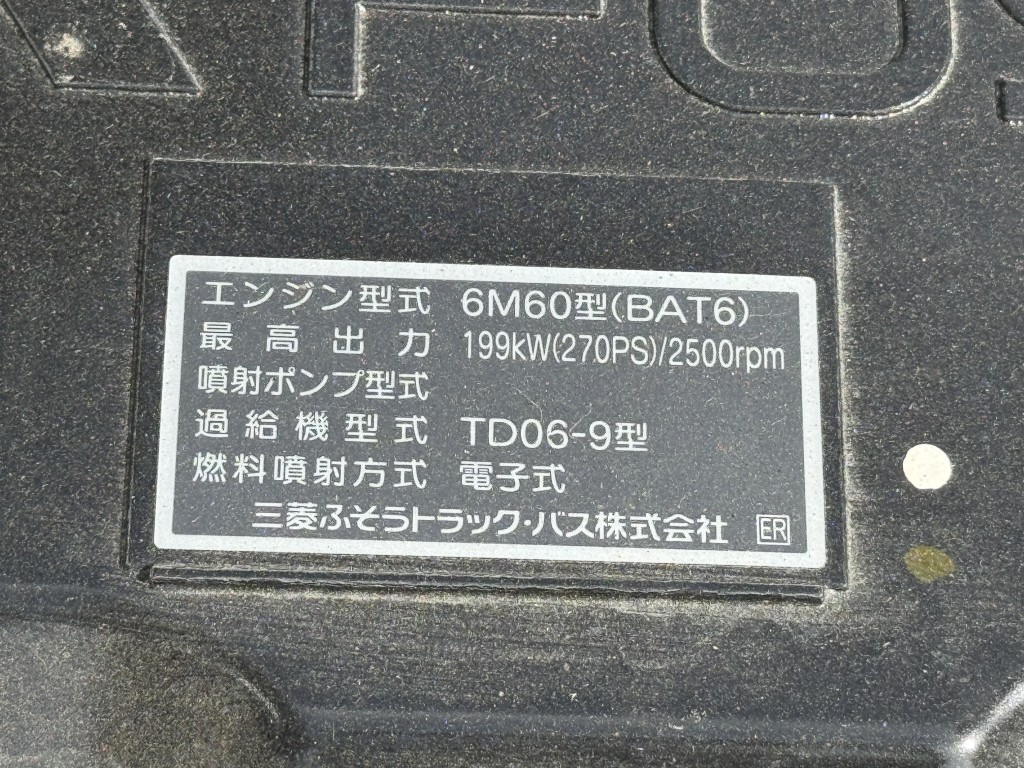 エンジン型式 6M60型(BAT6)
最高出力 199kW(270PS)/2500rpm
噴射ポンプ型式
過給機型式 TD06-9型
燃料噴射方式 電子式
三菱ふそうトラック・バス株式会社 ER